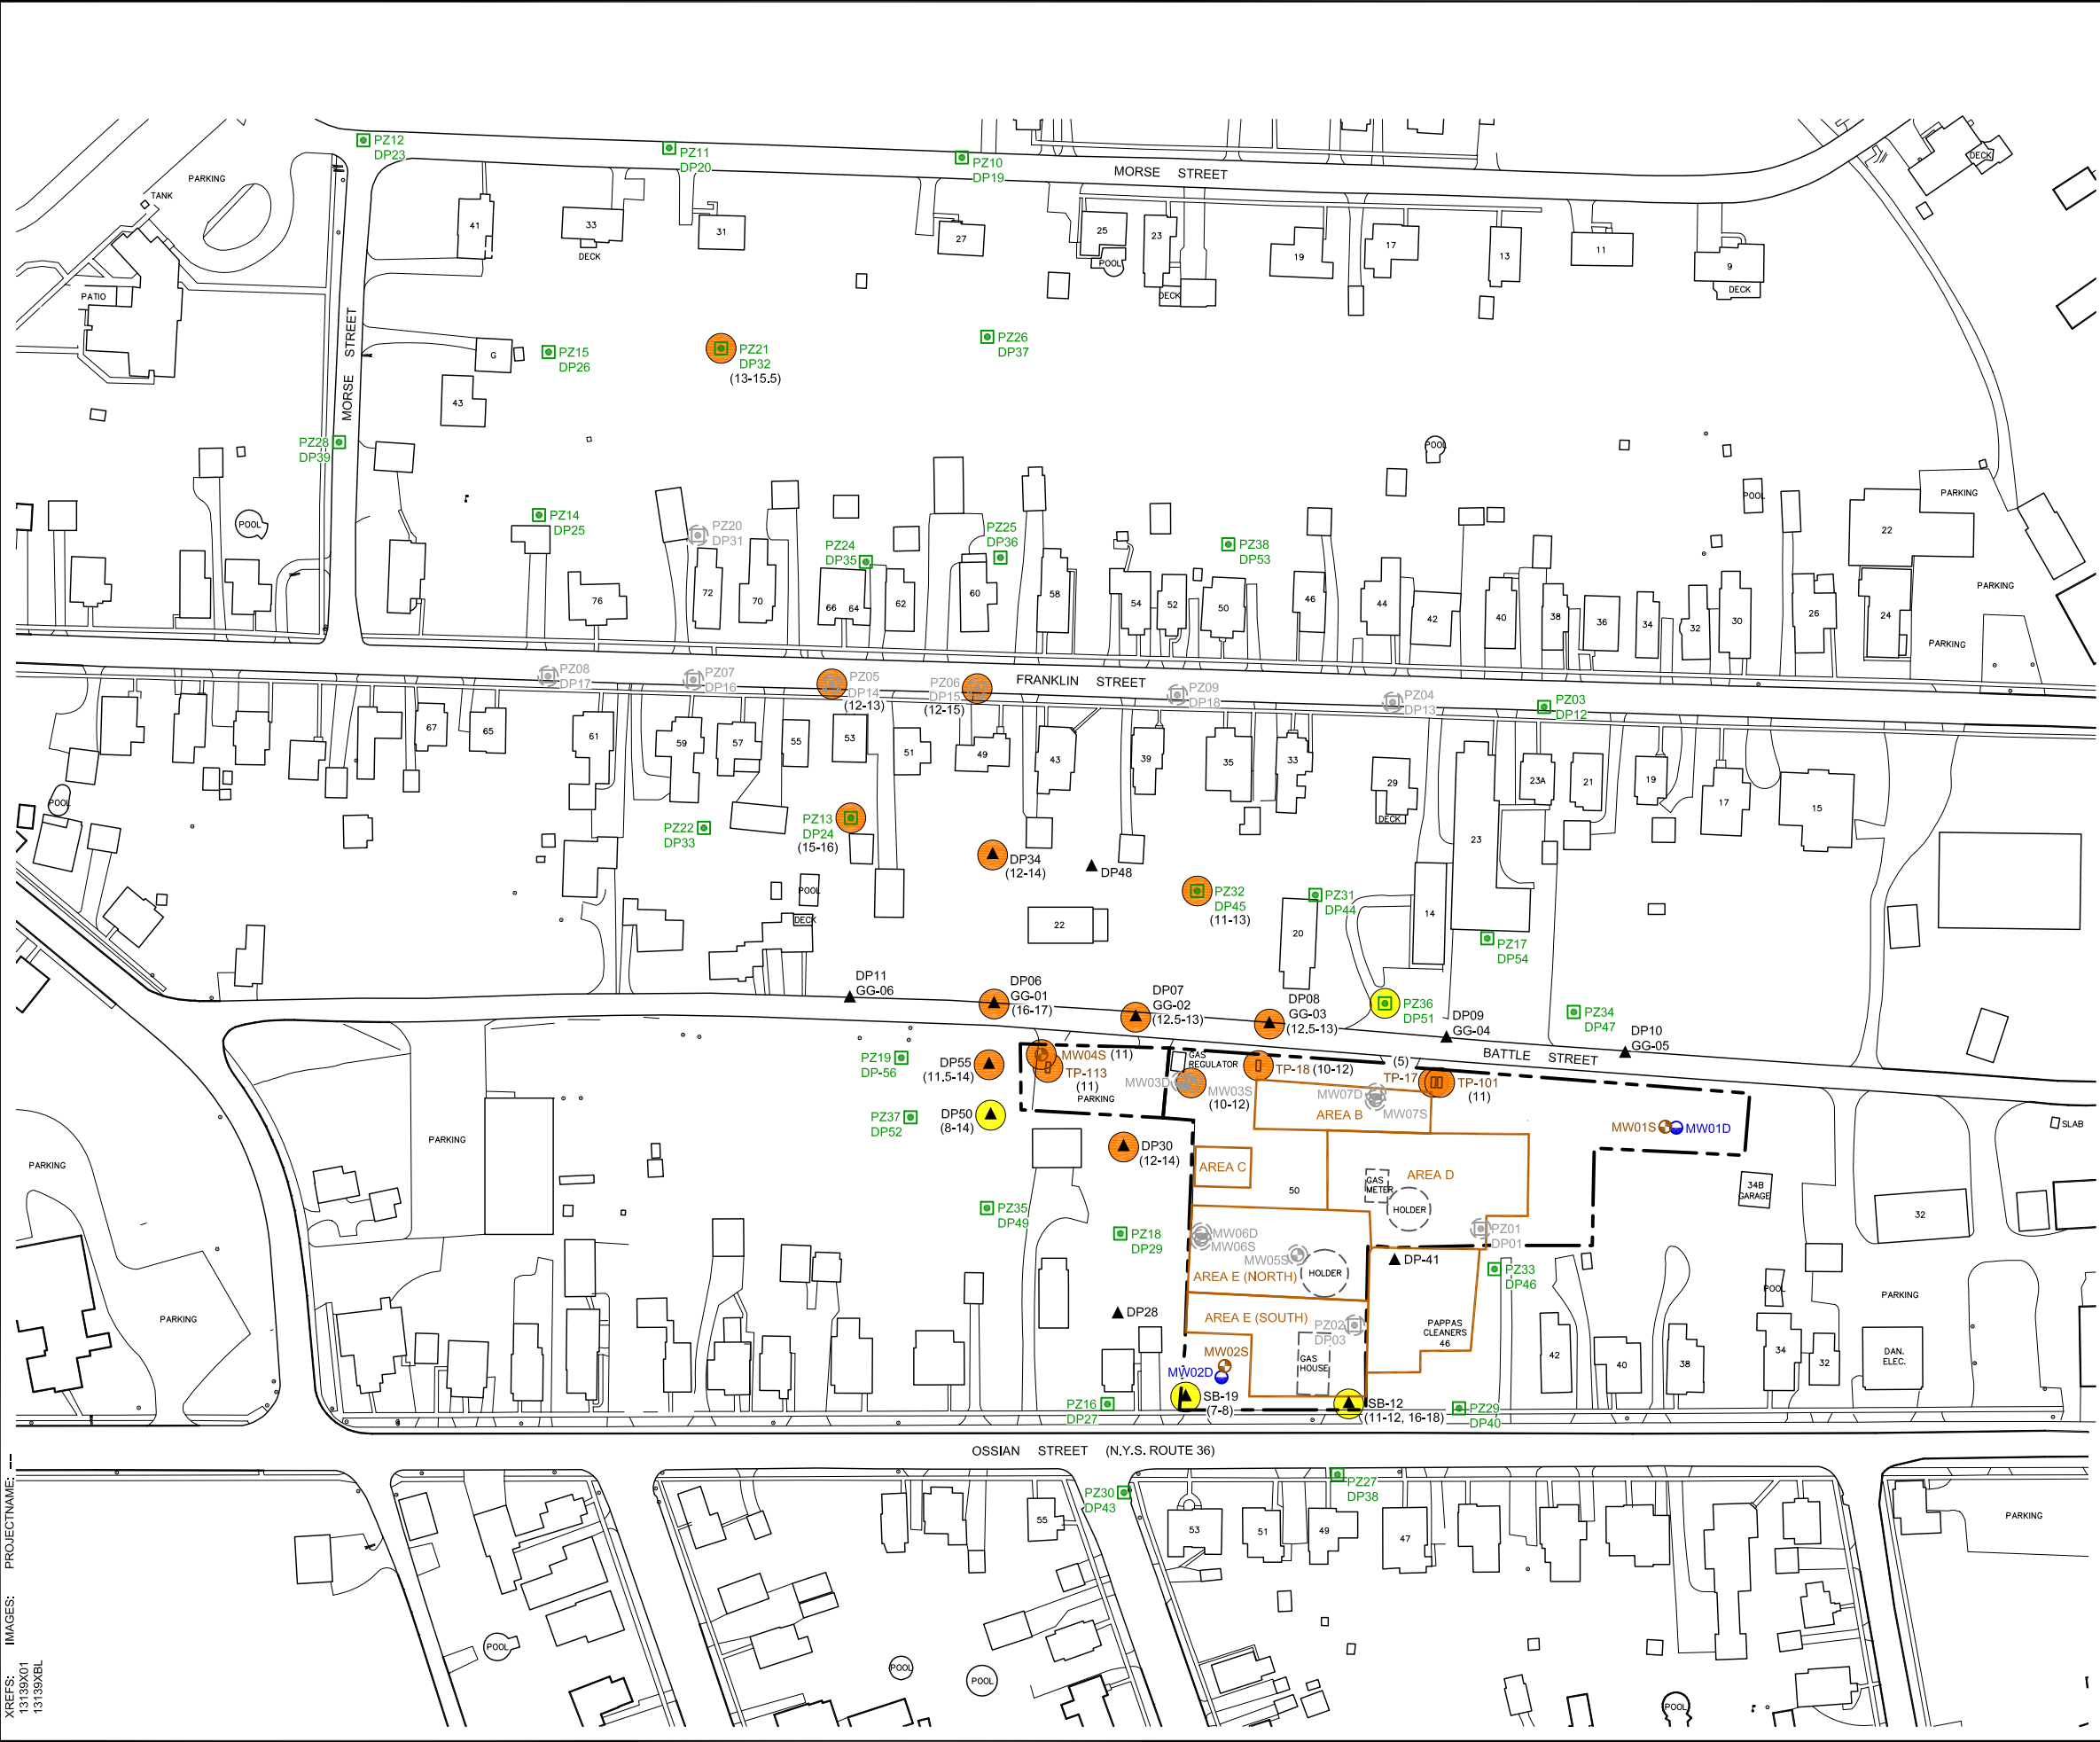 PZ12
DP23
PZ11
DP20
PZ10
DP19
MORSE STREET
DECK
PARKING
TANK
41
33
DECK
31
27
25
POOL
23
DECK
19
17
13
11
9
DECK
PATIO
MORSE STREET
G
43
PZ15
DP26
PZ21
DP32
(13-15.5)
PZ26
DP37
PZ28
DP39
POOL
POOL
PARKING
POOL
PZ14
DP25
PZ20
DP31
PZ24
DP35
PZ25
DP36
PZ38
DP53
22
PARKING
76
72
70
66
64
62
60
58
54
52
50
46
44
42
40
38
36
34
32
30
26
24
PARKING
PZ08
DP17
PZ07
DP16
PZ05
DP14
(12-13)
PZ06
DP15
(12-15)
FRANKLIN STREET
PZ09
DP18
PZ04
DP13
PZ03
DP12
67
65
61
59
57
55
53
51
49
43
39
35
33
29
DECK
23
23A
21
19
17
15
POOL
PZ22
DP33
PZ13
DP24
(15-16)
DP34
(12-14)
DP48
PZ32
DP45
(11-13)
PZ31
DP44
14
POOL
DECK
22
20
PZ17
DP54
DP11
GG-06
DP06
GG-01
(16-17)
DP07
GG-02
(12.5-13)
DP08
GG-03
(12.5-13)
PZ36
DP51
DP09
GG-04
PZ34
DP47
DP10
GG-05
BATTLE STREET
PZ19
DP-56
DP55
(11.5-14)
MW04S (11)
TP-113
(11)
PARKING
GAS
REGULATOR
MW03D
MW03S
(10-12)
TP-18 (10-12)
(5)
TP-17
TP-101
(11)
MW07D
MW07S
AREA B
PZ37
DP52
DP50
(8-14)
DP30
(12-14)
MW01S
MW01D
SLAB
PARKING
PARKING
AREA C
50
AREA D
GAS
METER
HOLDER
34B
GARAGE
32
PZ35
DP49
PZ18
DP29
MW06D
MW06S
MW05S
HOLDER
AREA E (NORTH)
PZ01
DP01
DP-41
PZ33
DP46
POOL
PARKING
PARKING
DP28
AREA E (SOUTH)
PZ02
DP03
PAPPAS
CLEANERS
46
GAS
HOUSE
MW02S
MW02D
42
40
38
34
32
DAN.
ELEC.
PZ16
DP27
SB-19
(7-8)
SB-12
(11-12, 16-18)
PZ29
DP40
OSSIAN STREET (N.Y.S. ROUTE 36)
PZ30
DP43
PZ27
DP38
55
53
51
49
47
PARKING
POOL
POOL
POOL
POOL
XREFS: IMAGES: PROJECTNAME: ---
13139X01
13139XBL